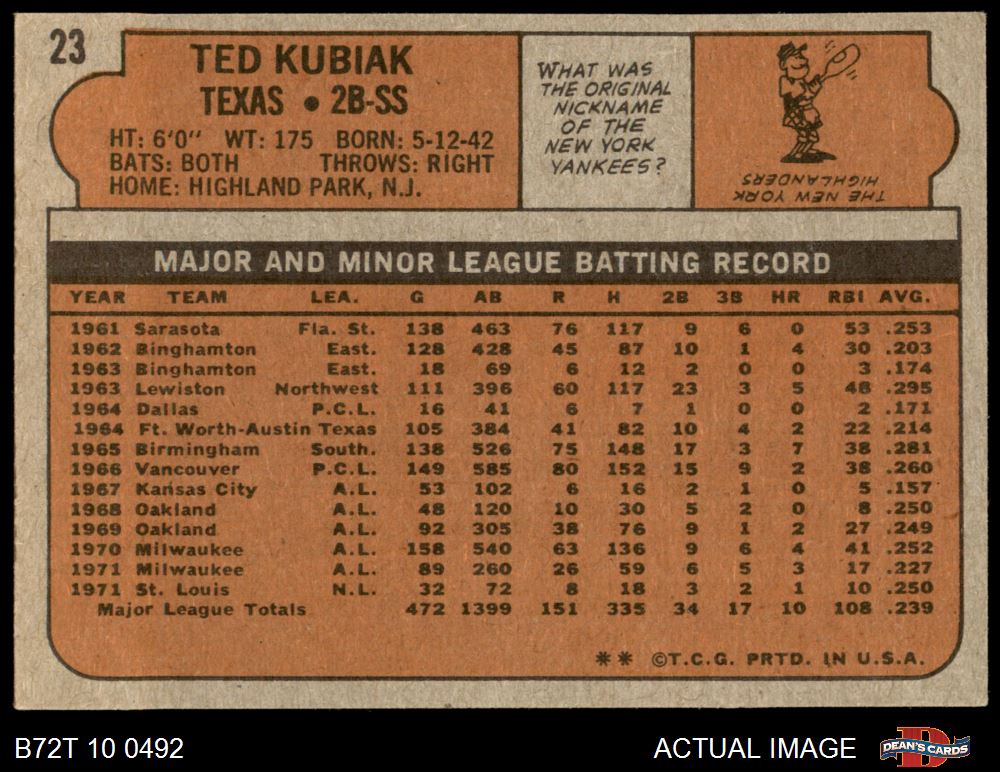 23
TED KUBIAK
TEXAS • 2B-SS
HT: 6'0" WT: 175 BORN: 5-12-42
BATS: BOTH THROWS: RIGHT
HOME: HIGHLAND PARK, N.J.
WHAT WAS
THE ORIGINAL
NICKNAME
OF THE
NEW YORK
YANKEES?
THE NEW YORK
HIGHLANDERS
MAJOR AND MINOR LEAGUE BATTING RECORD
YEAR TEAM LEA. G AB R H 2B 3B HR RBI AVG.
1961 Sarasota Fla. St. 138 463 76 117 9 6 0 53 .253
1962 Binghamton East. 128 428 45 87 10 1 4 30 .203
1963 Binghamton East. 18 69 6 12 2 0 0 3 .174
1963 Lewiston Northwest 111 396 60 117 23 3 5 48 .295
1964 Dallas P.C.L. 16 41 6 7 1 0 0 2 .171
1964 Ft. Worth-Austin Texas 105 384 41 82 10 4 2 22 .214
1965 Birmingham South. 138 526 75 148 17 3 7 38 .281
1966 Vancouver P.C.L. 149 585 80 152 15 9 2 38 .260
1967 Kansas City A.L. 53 102 6 16 2 1 0 5 .157
1968 Oakland A.L. 48 120 10 30 5 2 0 8 .250
1969 Oakland A.L. 92 305 38 76 9 1 2 27 .249
1970 Milwaukee A.L. 158 540 63 136 9 6 4 41 .252
1971 Milwaukee A.L. 89 260 26 59 6 5 3 17 .227
1971 St. Louis N.L. 32 72 8 18 3 2 1 10 .250
Major League Totals 472 1399 151 335 34 17 10 108 .239
** ©T.C.G. PRTD. IN U.S.A.
B72T 10 0492
ACTUAL IMAGE
D
DEAN'S CARDS